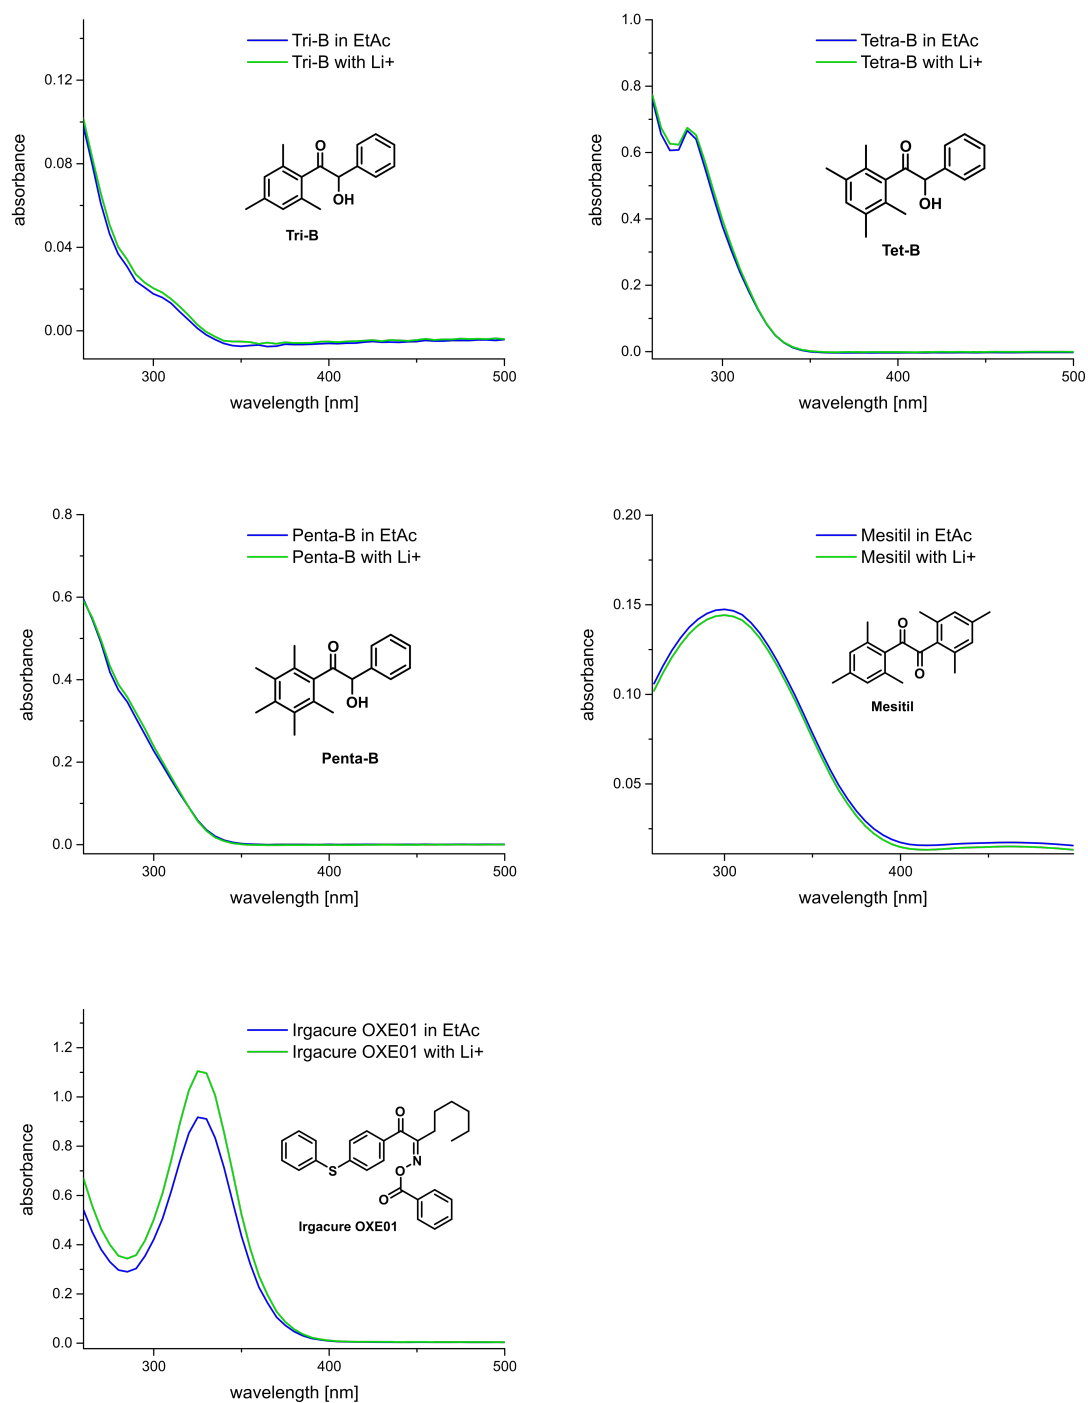 Tri-B in EtAc
Tri-B with Li+
0.12
0.08
0.04
0.00
absorbance
O
OH
Tri-B
300
400
500
wavelength [nm]
Tetra-B in EtAc
Tetra-B with Li+
1.0
0.8
0.6
0.4
0.2
0.0
absorbance
O
OH
Tet-B
300
400
500
wavelength [nm]
Penta-B in EtAc
Penta-B with Li+
0.8
0.6
0.4
0.2
0.0
absorbance
O
OH
Penta-B
300
400
500
wavelength [nm]
Mesitil in EtAc
Mesitil with Li+
0.20
0.15
0.10
0.05
absorbance
O
O
Mesitil
300
400
wavelength [nm]
Irgacure OXE01 in EtAc
Irgacure OXE01 with Li+
1.2
1.0
0.8
0.6
0.4
0.2
0.0
absorbance
O
N
S
O
O
Irgacure OXE01
300
400
500
wavelength [nm]